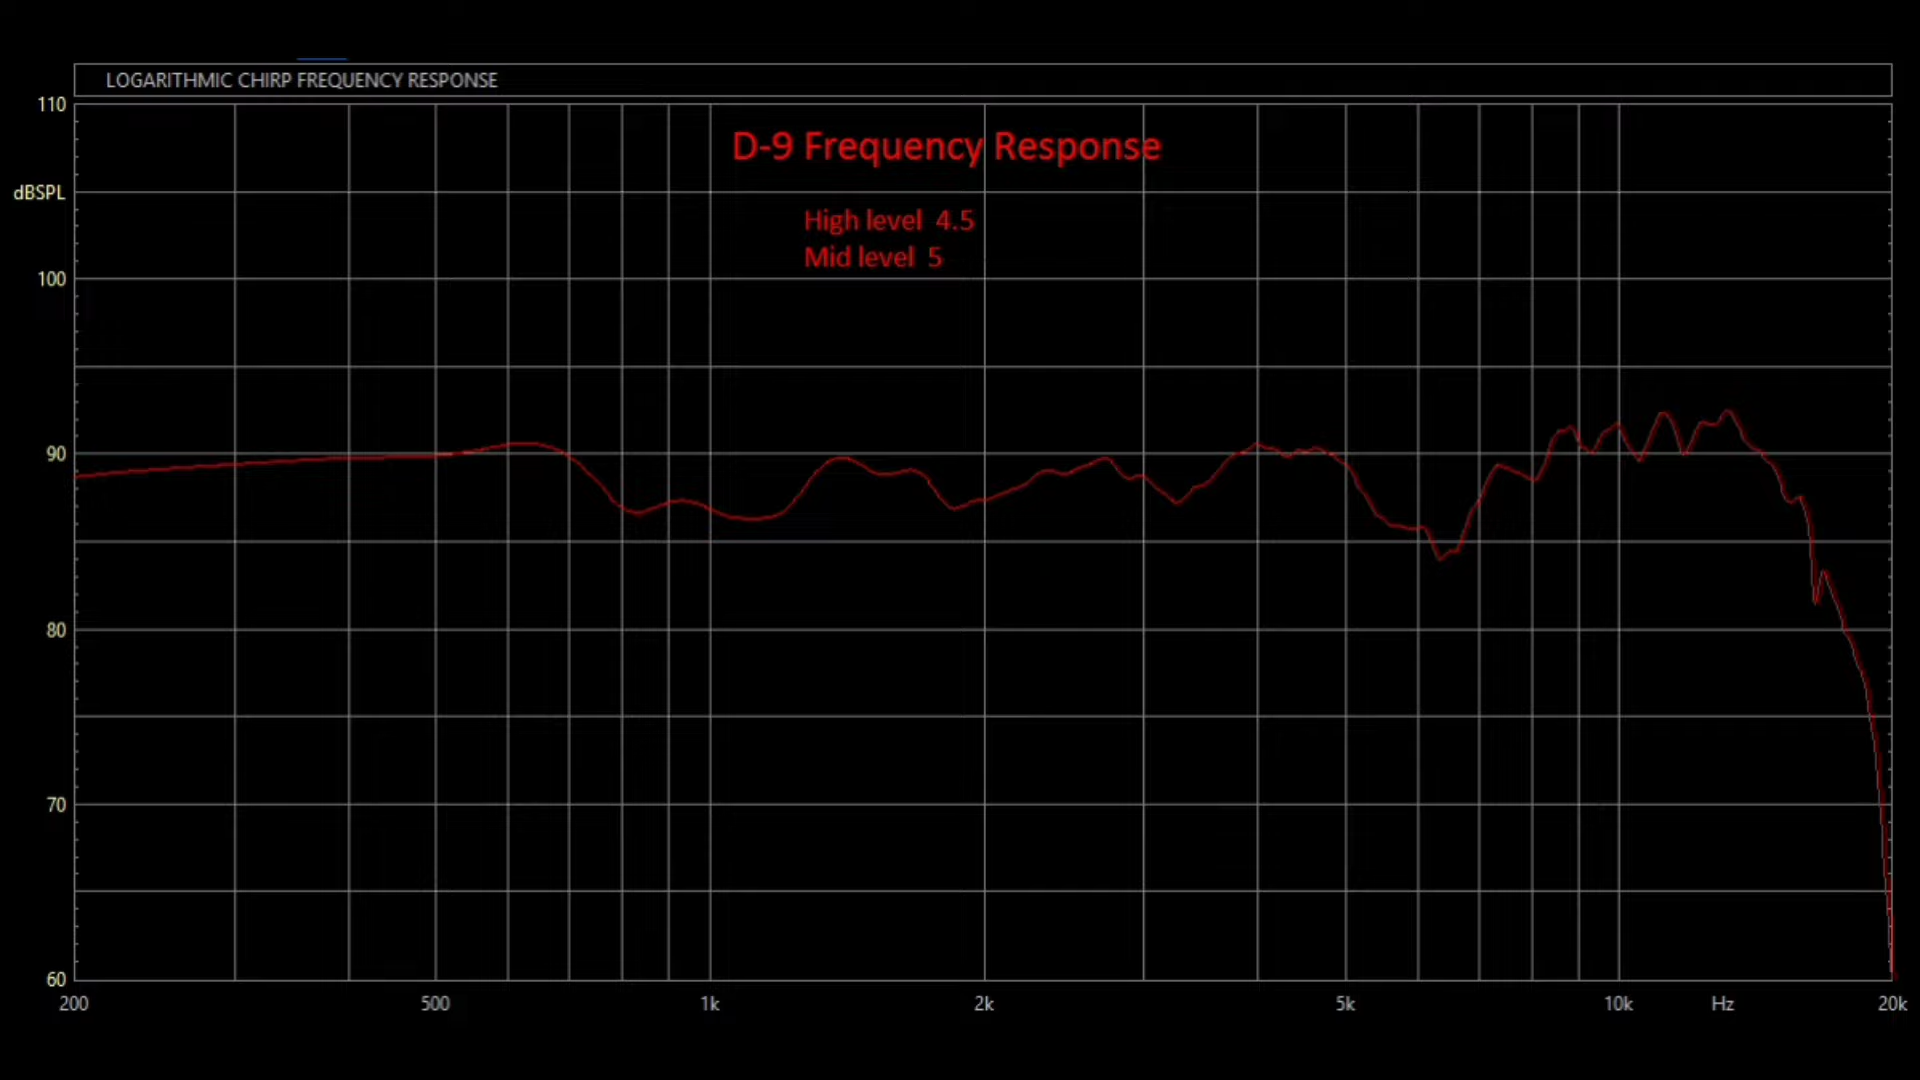 LOGARITHMIC CHIRP FREQUENCY RESPONSE
110
D-9 Frequency Response
dBSPL
High level 4.5
Mid level 5
100
90
80
70
60
200 500 1k 2k 5k 10k Hz 20k